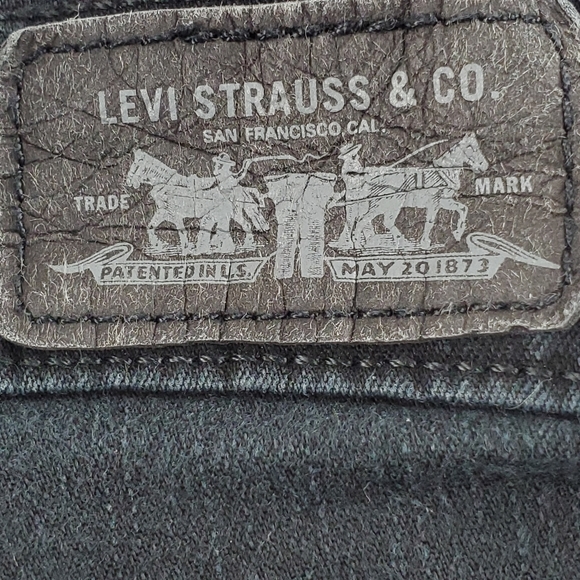 LEVI STRAUSS & CO.
SAN FRANCISCO CAL.
TRADE MARK
PATENTED IN U.S. MAY 20 1873